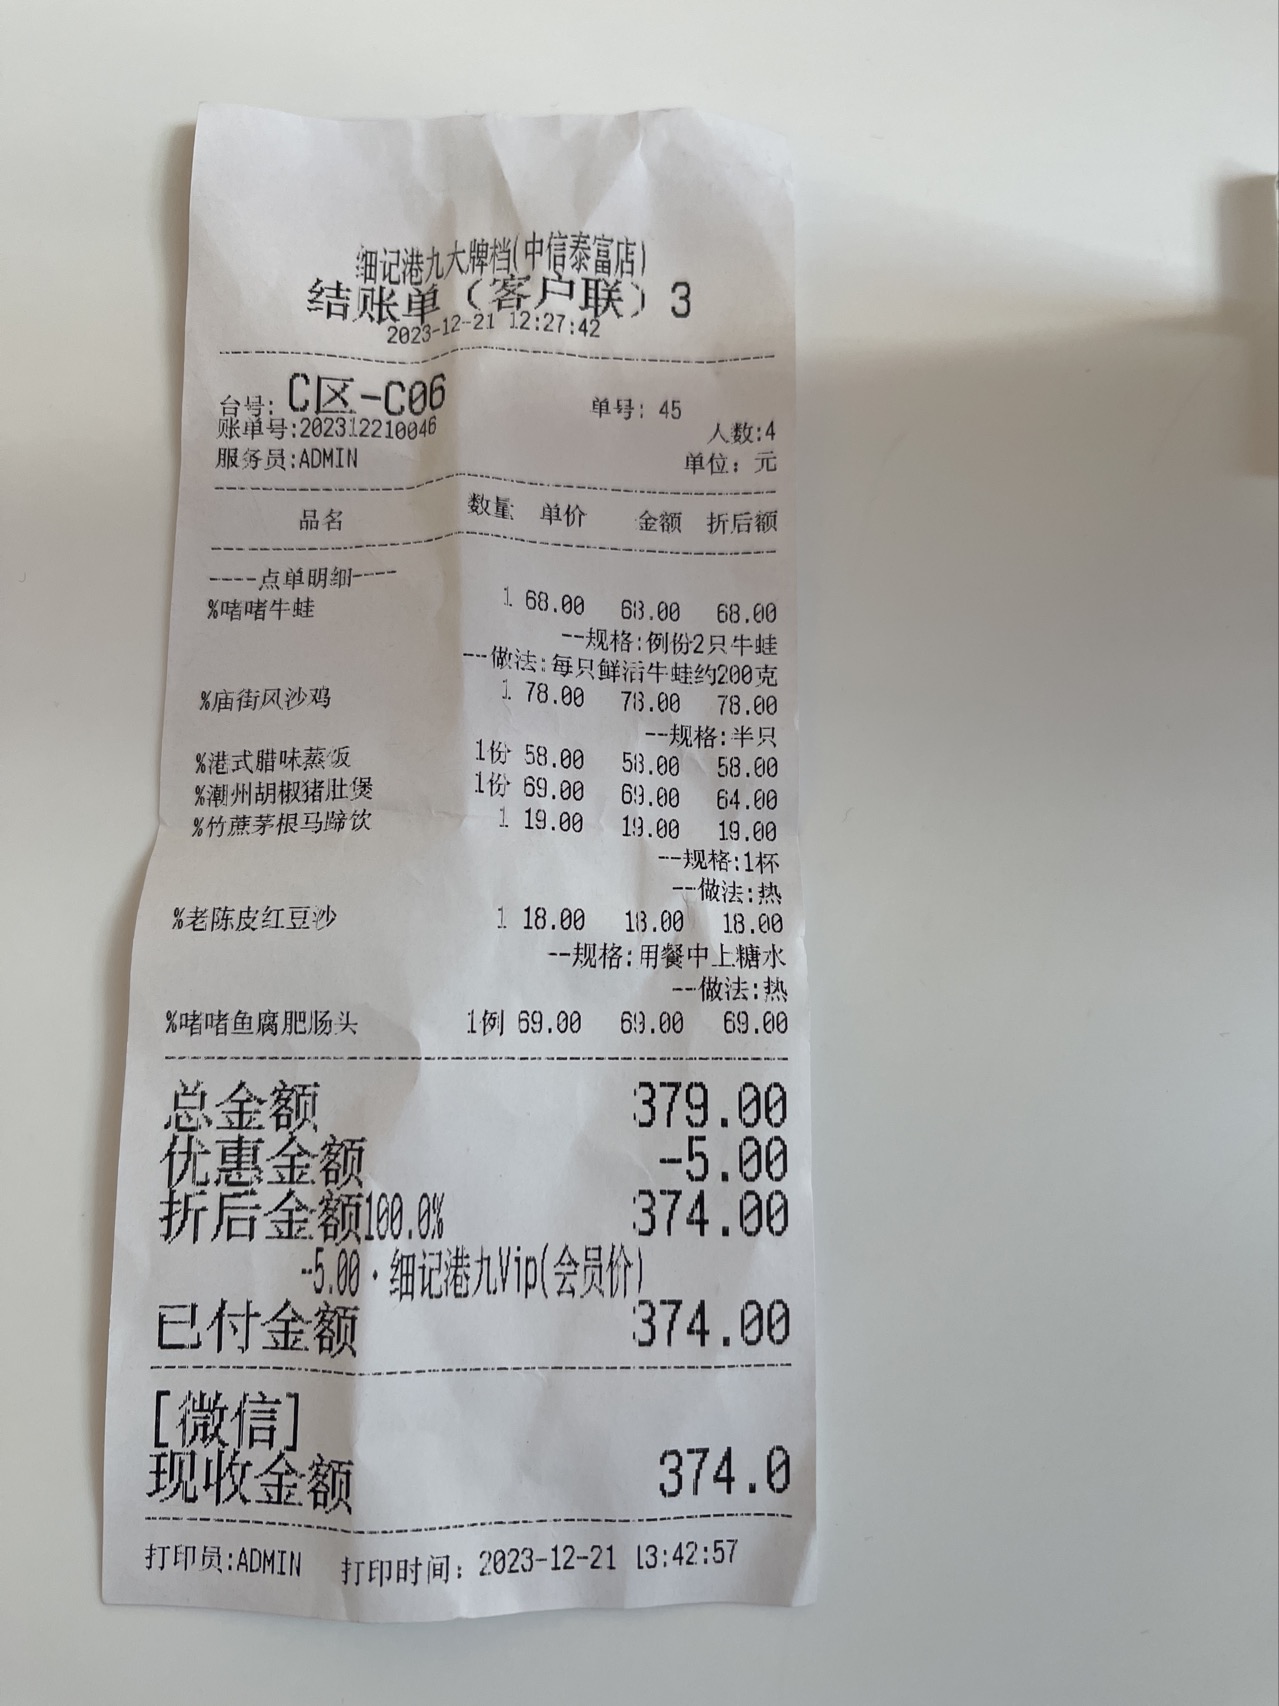 细记港九大牌档(中信泰富店)
结账单（客户联）3
2023-12-21 12:27:42
台号: C区-C06 单号: 45
账单号:202312210046 人数:4
服务员:ADMIN 单位: 元
品名 数量 单价 金额 折后额
----点单明细----
%啫啫牛蛙 1 68.00 68.00 68.00
--规格:例份2只牛蛙
--做法:每只鲜活牛蛙约200克
%庙街风沙鸡 1 78.00 78.00 78.00
--规格:半只
%港式腊味蒸饭 1份 58.00 58.00 58.00
%潮州胡椒猪肚煲 1份 69.00 69.00 64.00
%竹蔗茅根马蹄饮 1 19.00 19.00 19.00
--规格:1杯
--做法:热
%老陈皮红豆沙 1 18.00 18.00 18.00
--规格:用餐中上糖水
--做法:热
%啫啫鱼腐肥肠头 1例 69.00 69.00 69.00
总金额 379.00
优惠金额 -5.00
折后金额100.0% 374.00
-5.00·细记港九Vip(会员价)
已付金额 374.00
[微信]
现收金额 374.0
打印员:ADMIN 打印时间: 2023-12-21 13:42:57